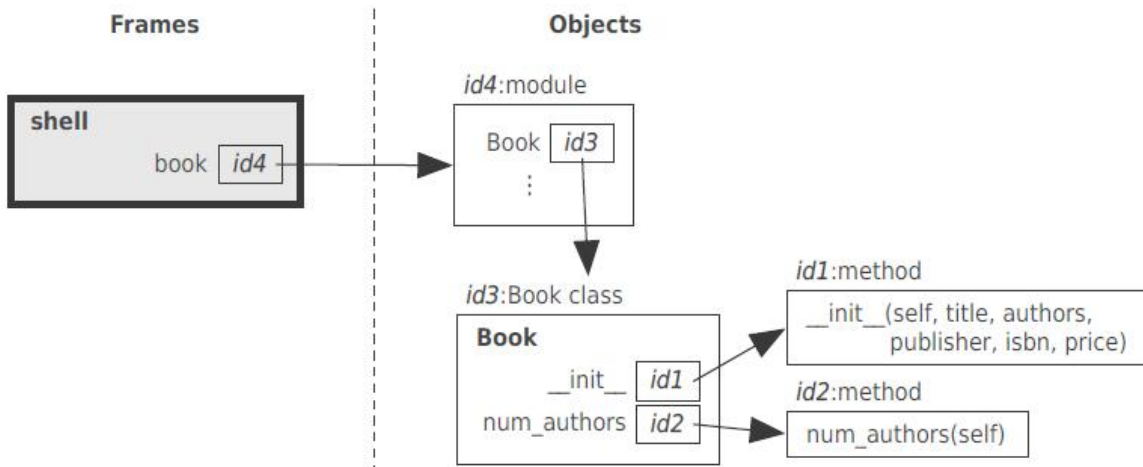 Frames
Objects
id4:module
shell
book id4
Book id3
⋮
id3:Book class
Book
__init__ id1
num_authors id2
id1:method
__init__(self, title, authors,
publisher, isbn, price)
id2:method
num_authors(self)